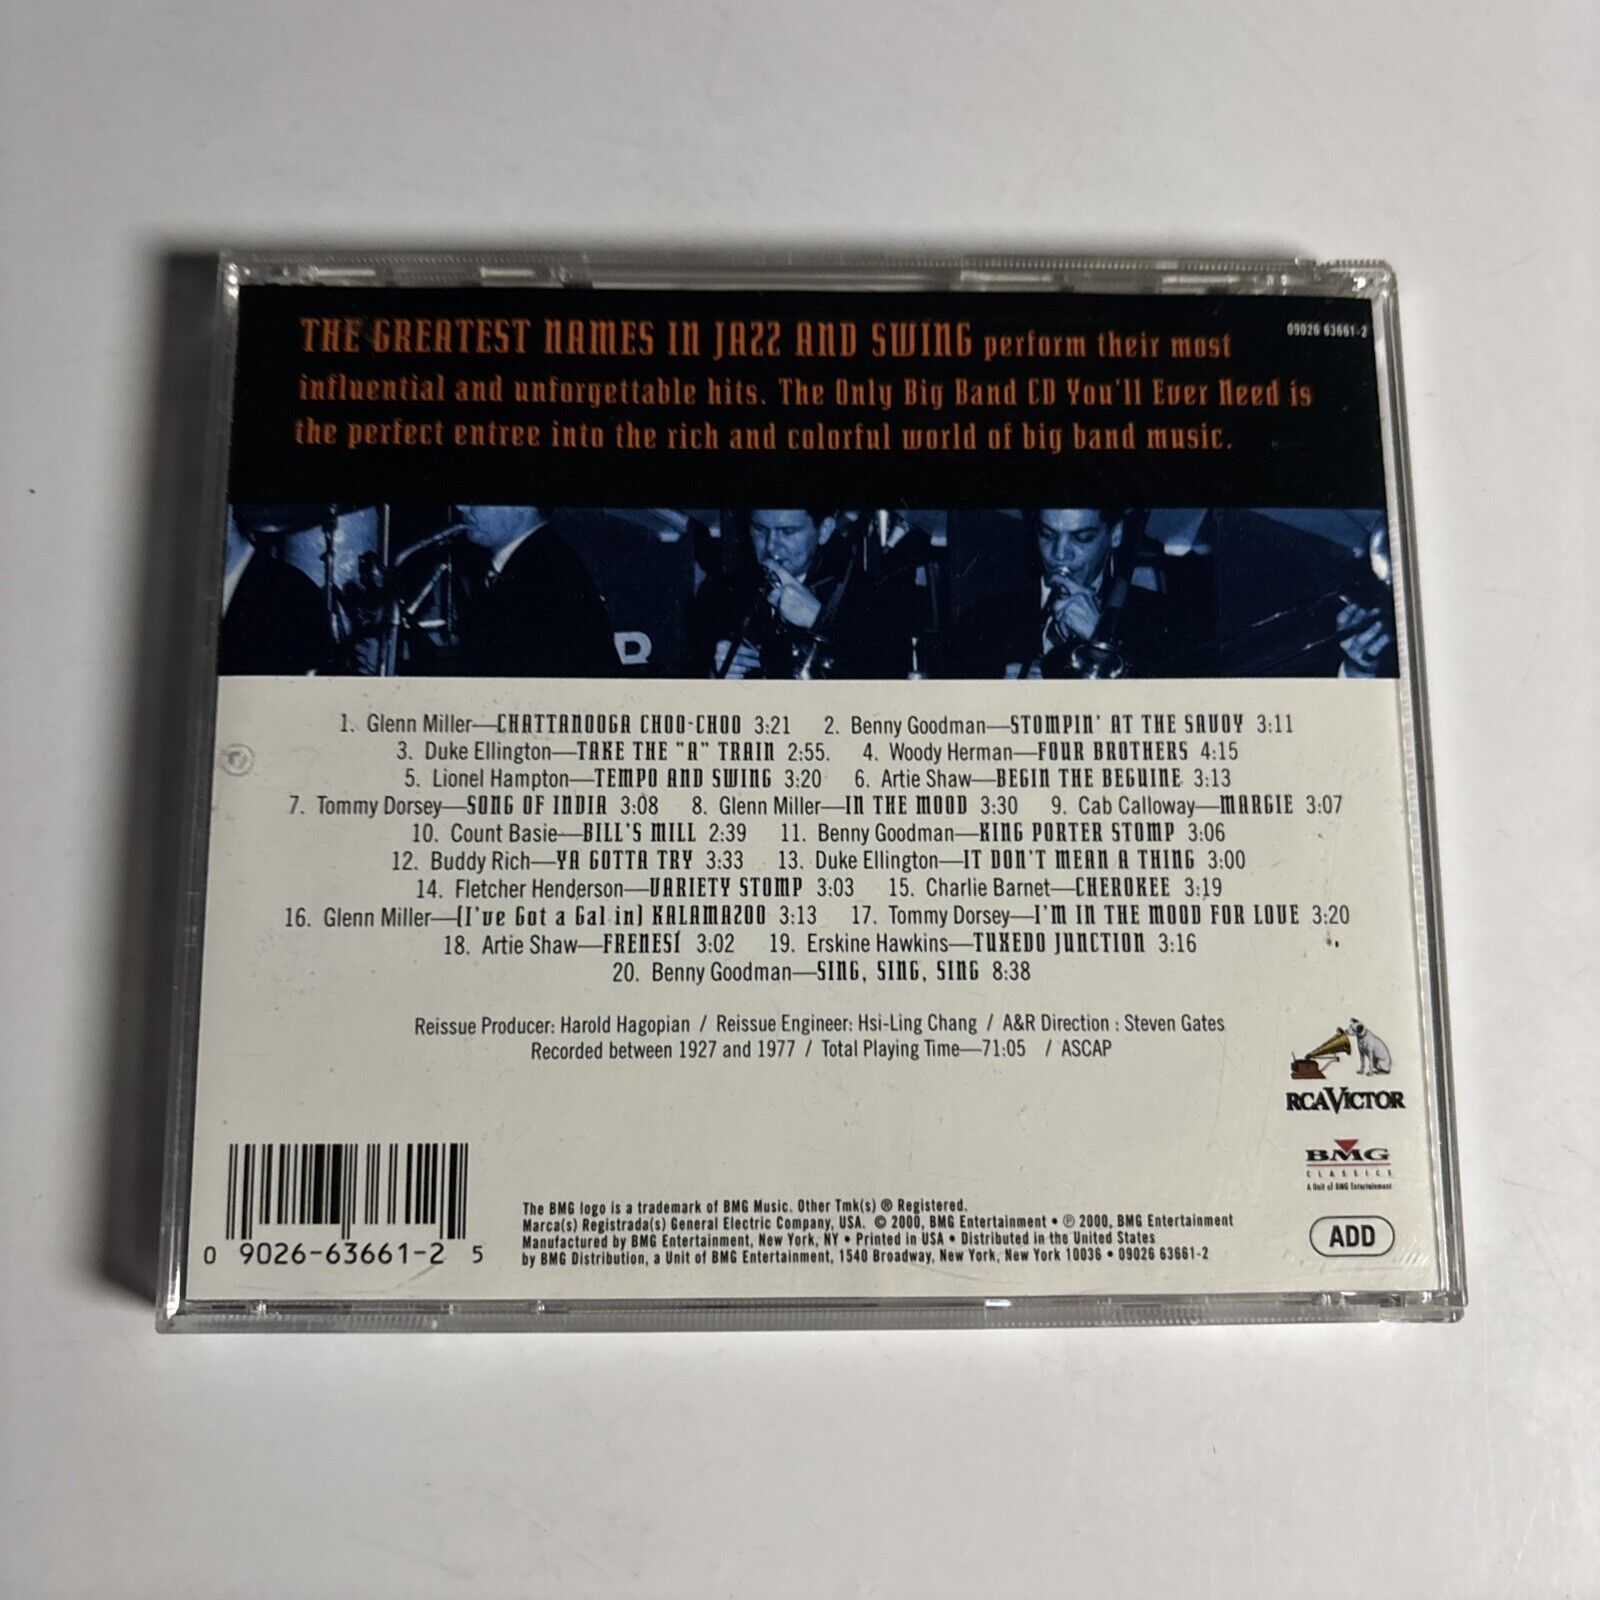 09026 63661-2
THE GREATEST NAMES IN JAZZ AND SWING perform their most
influential and unforgettable hits. The Only Big Band CD You'll Ever Need is
the perfect entree into the rich and colorful world of big band music.
1. Glenn Miller—CHATTANOOGA CHOO-CHOO 3:21 2. Benny Goodman—STOMPIN' AT THE SAVOY 3:11
3. Duke Ellington—TAKE THE "A" TRAIN 2:55. 4. Woody Herman—FOUR BROTHERS 4:15
5. Lionel Hampton—TEMPO AND SWING 3:20 6. Artie Shaw—BEGIN THE BEGUINE 3:13
7. Tommy Dorsey—SONG OF INDIA 3:08 8. Glenn Miller—IN THE MOOD 3:30 9. Cab Calloway—MARGIE 3:07
10. Count Basie—BILL'S MILL 2:39 11. Benny Goodman—KING PORTER STOMP 3:06
12. Buddy Rich—YA GOTTA TRY 3:33 13. Duke Ellington—IT DON'T MEAN A THING 3:00
14. Fletcher Henderson—VARIETY STOMP 3:03 15. Charlie Barnet—CHEROKEE 3:19
16. Glenn Miller—(I've Got a Gal in) KALAMAZOO 3:13 17. Tommy Dorsey—I'M IN THE MOOD FOR LOVE 3:20
18. Artie Shaw—FRENESÍ 3:02 19. Erskine Hawkins—TUXEDO JUNCTION 3:16
20. Benny Goodman—SING, SING, SING 8:38
Reissue Producer: Harold Hagopian / Reissue Engineer: Hsi-Ling Chang / A&R Direction : Steven Gates
Recorded between 1927 and 1977 / Total Playing Time—71:05 / ASCAP
RCA VICTOR
BMG
CLASSICS
A Unit of BMG Entertainment
ADD
The BMG logo is a trademark of BMG Music. Other Tmk(s) ® Registered.
Marca(s) Registrada(s) General Electric Company, USA. © 2000, BMG Entertainment • ℗ 2000, BMG Entertainment
Manufactured by BMG Entertainment, New York, NY • Printed in USA • Distributed in the United States
by BMG Distribution, a Unit of BMG Entertainment, 1540 Broadway, New York, New York 10036 • 09026 63661-2
0 9026-63661-2 5